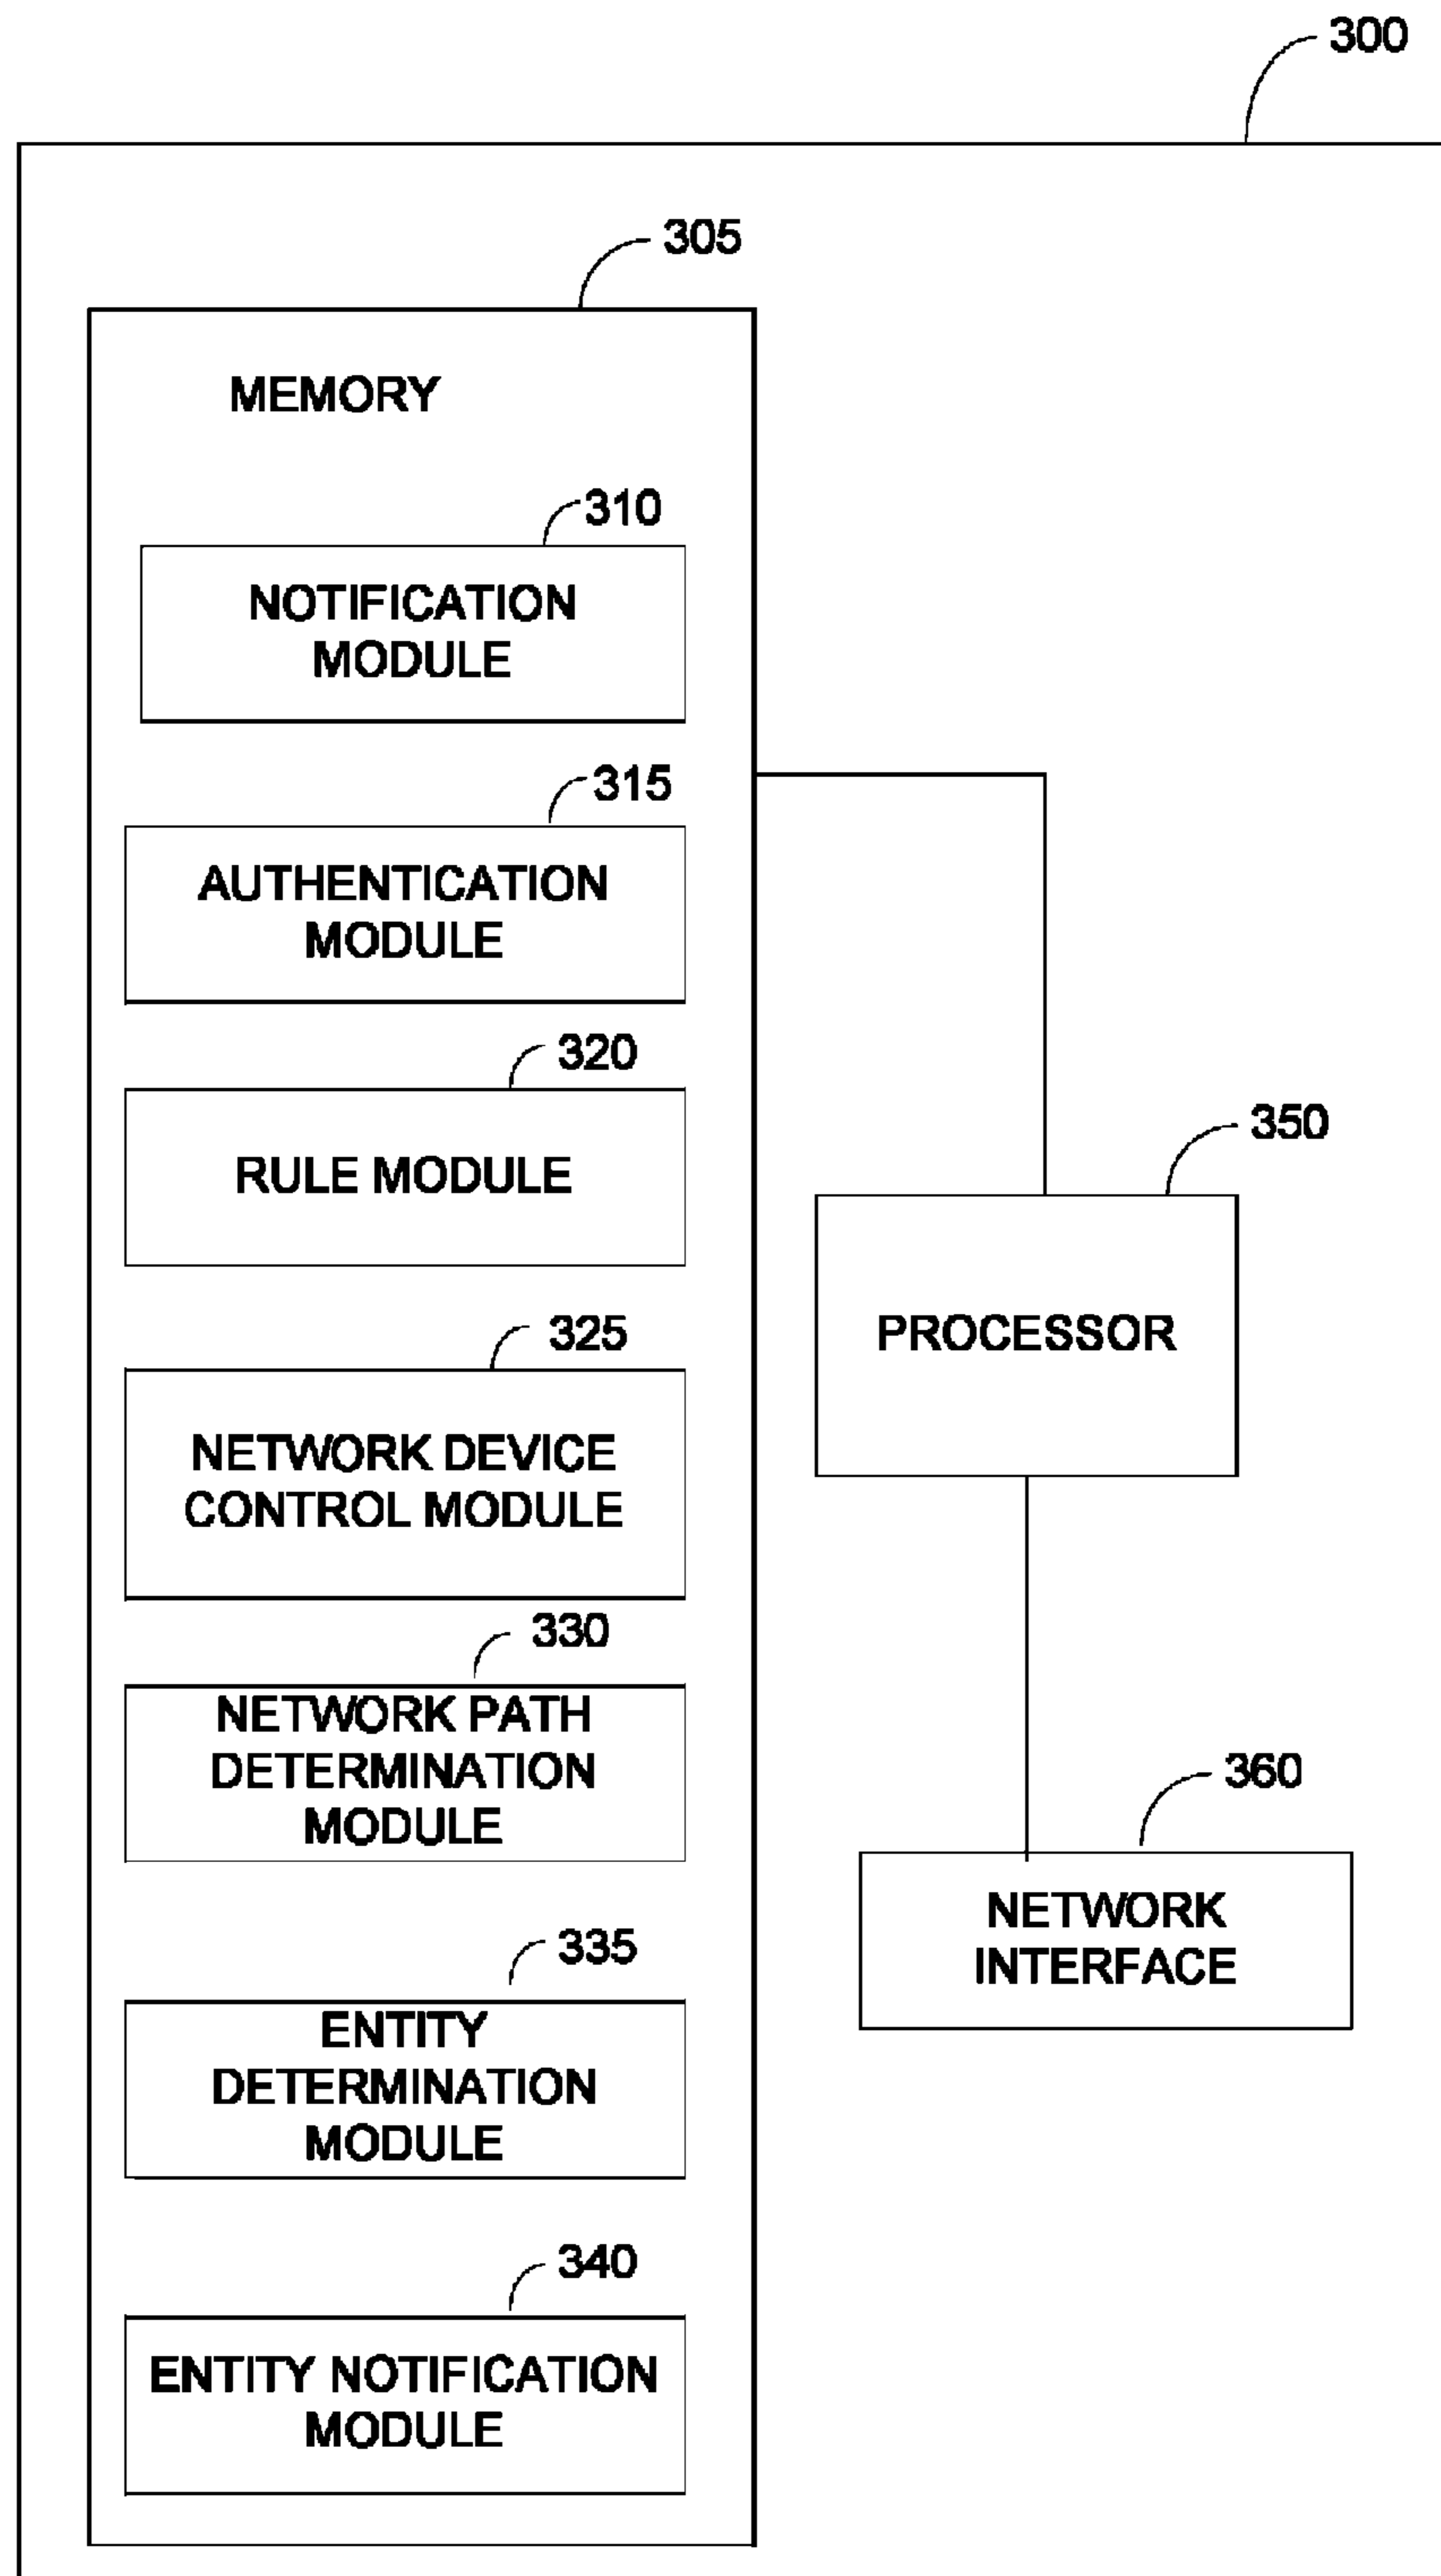 300
305
MEMORY
310
NOTIFICATION
MODULE
315
AUTHENTICATION
MODULE
320
RULE MODULE
325
NETWORK DEVICE
CONTROL MODULE
330
NETWORK PATH
DETERMINATION
MODULE
335
ENTITY
DETERMINATION
MODULE
340
ENTITY NOTIFICATION
MODULE
350
PROCESSOR
360
NETWORK
INTERFACE